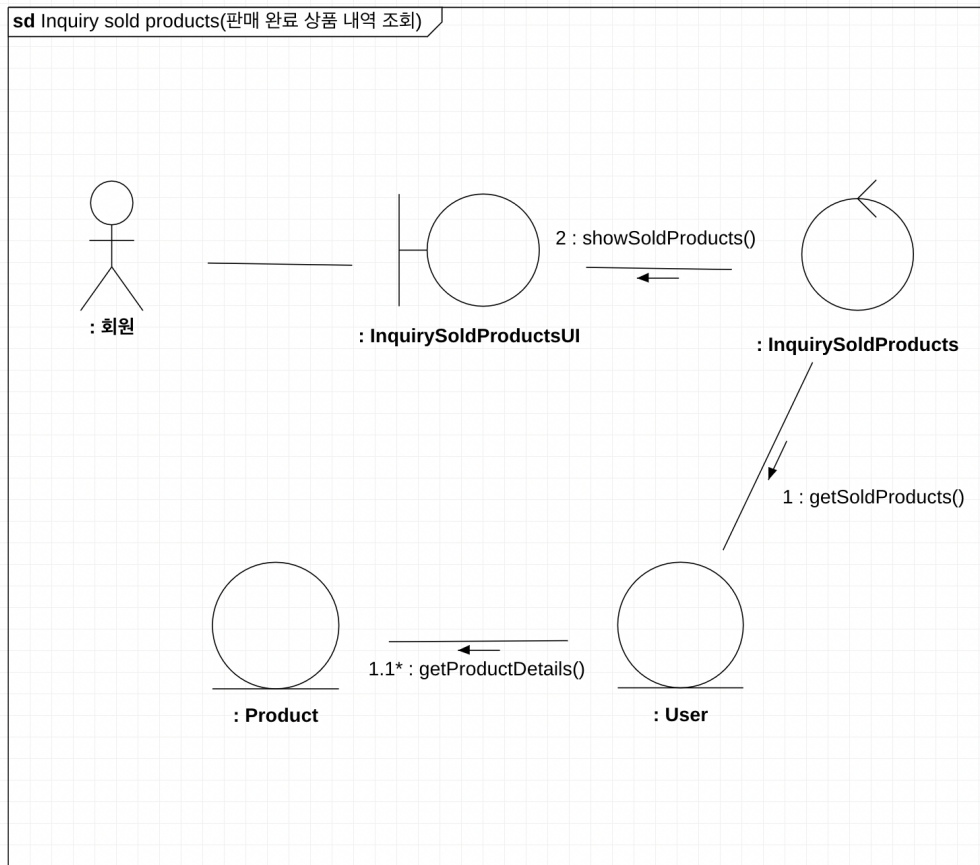 sd Inquiry sold products(판매 완료 상품 내역 조회)
2 : showSoldProducts()
: 회원
: InquirySoldProductsUI
: InquirySoldProducts
1 : getSoldProducts()
1.1* : getProductDetails()
: Product
: User